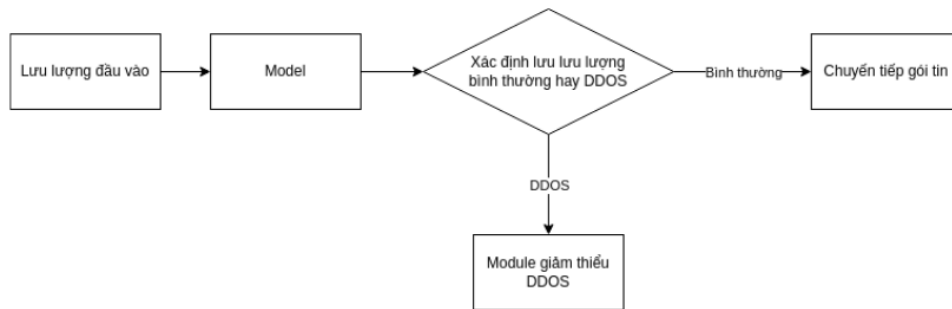 Lưu lượng đầu vào
Model
Xác định lưu lưu lượng
bình thường hay DDOS
Bình thường
Chuyến tiếp gói tin
DDOS
Module giảm thiểu
DDOS